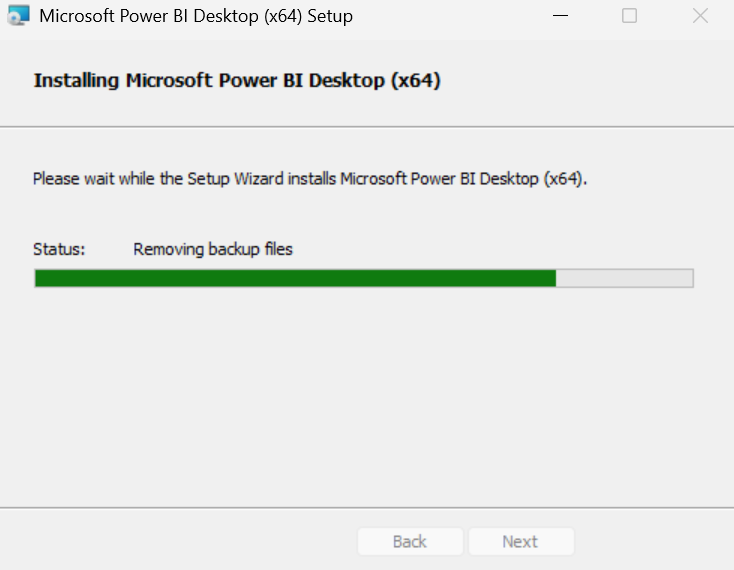 Microsoft Power BI Desktop (x64) Setup
Installing Microsoft Power BI Desktop (x64)
Please wait while the Setup Wizard installs Microsoft Power BI Desktop (x64).
Status: Removing backup files
Back Next